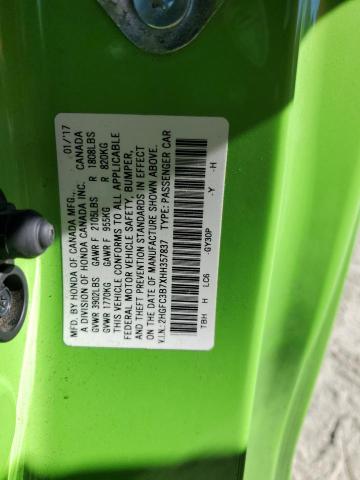 MFD. BY HONDA OF CANADA MFG. 01/17
A DIVISION OF HONDA CANADA INC. CANADA
GVWR 3902LBS GAWR F 2105LBS R 1808LBS
GVWR 1770KG GAWR F 955KG R 820KG
THIS VEHICLE CONFORMS TO ALL APPLICABLE
FEDERAL MOTOR VEHICLE SAFETY, BUMPER,
AND THEFT PREVENTION STANDARDS IN EFFECT
ON THE DATE OF MANUFACTURE SHOWN ABOVE.
V.I.N.: 2HGFC3B7XHH357837 TYPE: PASSENGER CAR
GY30P Y H
TBH H LC6